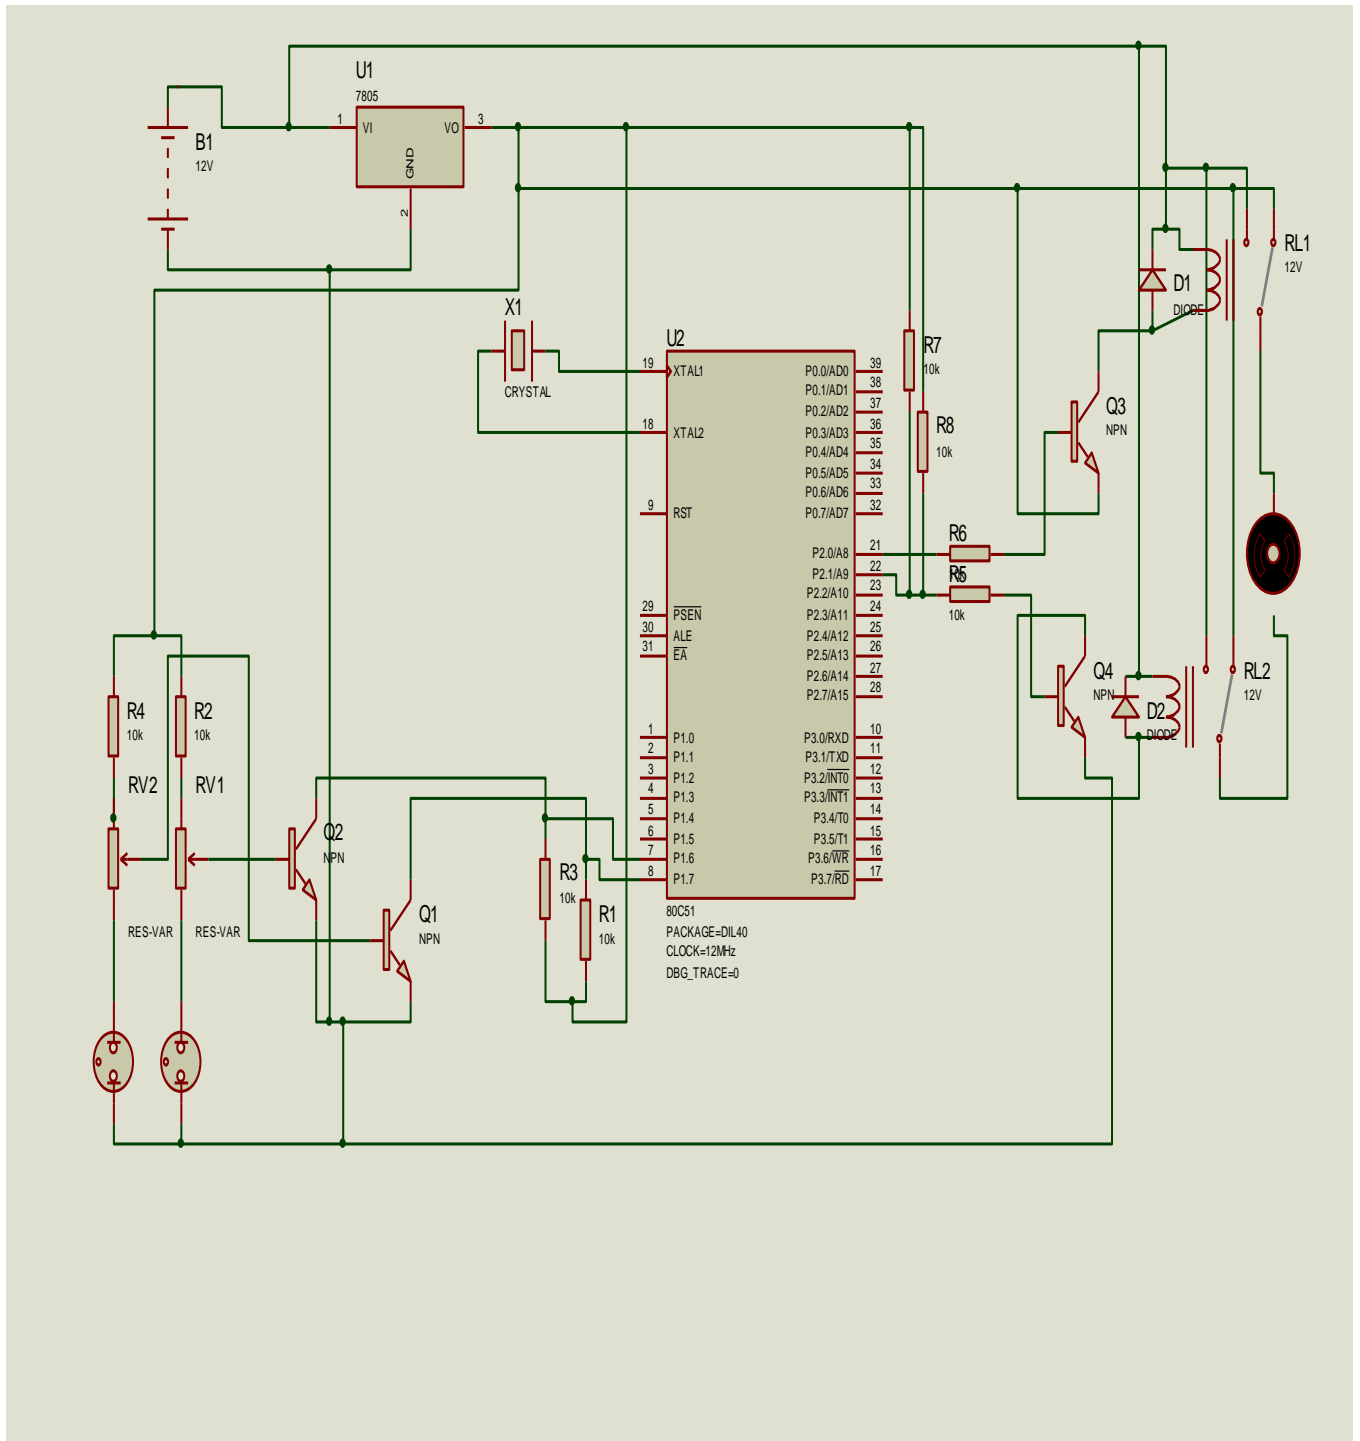 U1
7805
1
VI
VO
3
GND
2
B1
12V
RL1
12V
D1
DIODE
X1
CRYSTAL
U2
19
XTAL1
18
XTAL2
9
RST
29
PSEN
30
ALE
31
EA
1
P1.0
2
P1.1
3
P1.2
4
P1.3
5
P1.4
6
P1.5
7
P1.6
8
P1.7
P0.0/AD0
39
P0.1/AD1
38
P0.2/AD2
37
P0.3/AD3
36
P0.4/AD4
35
P0.5/AD5
34
P0.6/AD6
33
P0.7/AD7
32
P2.0/A8
21
P2.1/A9
22
P2.2/A10
23
P2.3/A11
24
P2.4/A12
25
P2.5/A13
26
P2.6/A14
27
P2.7/A15
28
P3.0/RXD
10
P3.1/TXD
11
P3.2/INT0
12
P3.3/INT1
13
P3.4/T0
14
P3.5/T1
15
P3.6/WR
16
P3.7/RD
17
80C51
PACKAGE=DIL40
CLOCK=12MHz
DBG_TRACE=0
R7
10k
R8
10k
Q3
NPN
R6
R5
10k
Q4
NPN
D2
DIODE
RL2
12V
R4
10k
R2
10k
RV2
RV1
RES-VAR
RES-VAR
Q2
NPN
Q1
NPN
R3
10k
R1
10k